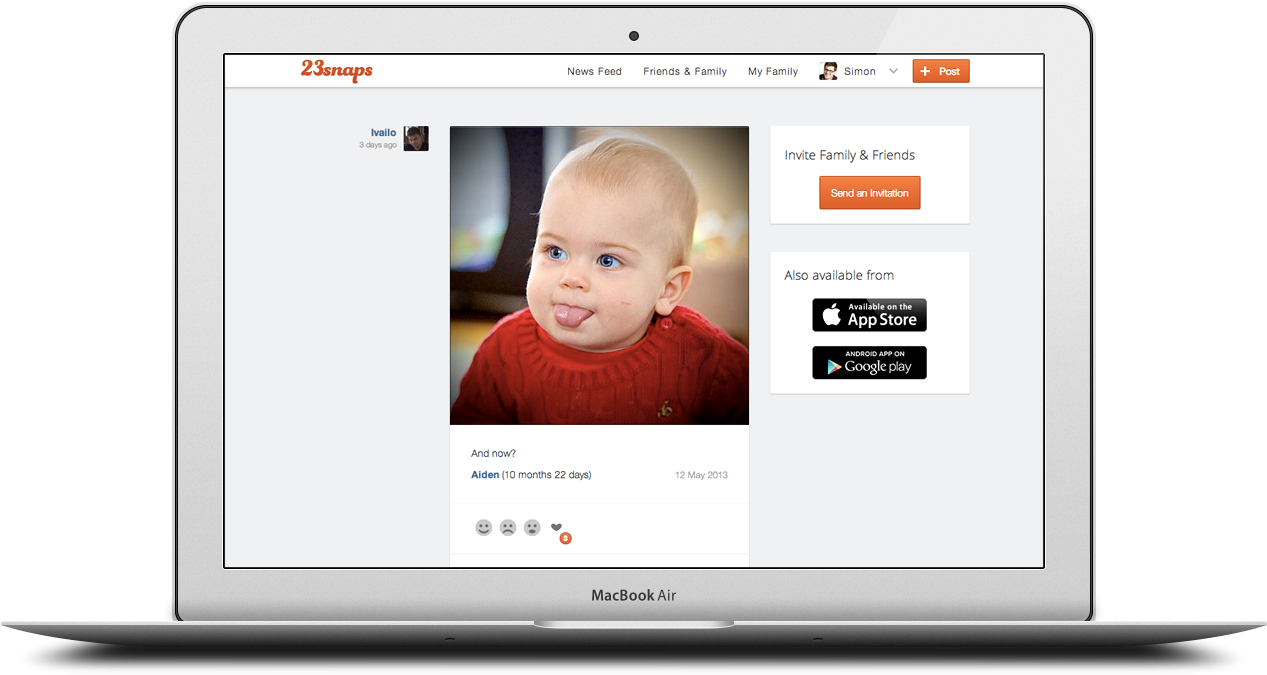 23snaps
News Feed
Friends & Family
My Family
Simon
+ Post
Ivailo
3 days ago
Invite Family & Friends
Send an Invitation
Also available from
Available on the
App Store
ANDROID APP ON
Google play
And now?
Aiden (10 months 22 days)
12 May 2013
3
MacBook Air